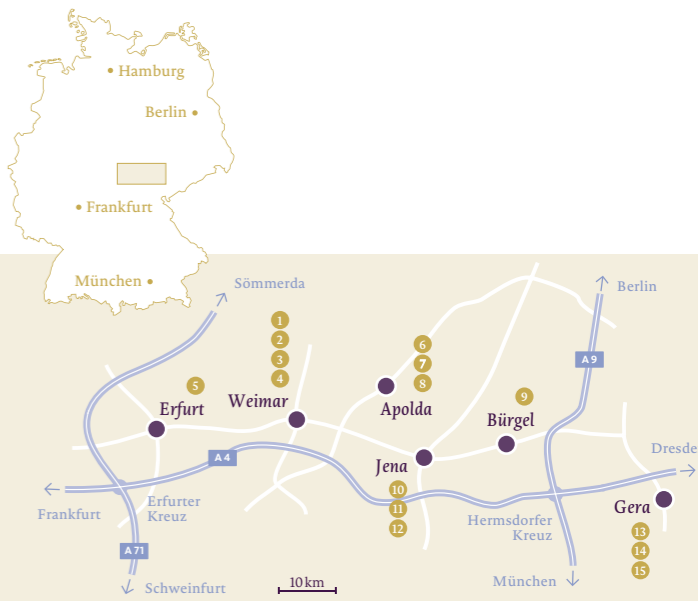 Hamburg
Berlin
Frankfurt
München
Sömmerda
Berlin
1
2
3
4
6
7
8
A 9
5
9
Erfurt
Weimar
Apolda
Bürgel
Jena
A 4
Dresde
Frankfurt
Erfurter
Kreuz
10
11
12
Hermsdorfer
Kreuz
Gera
13
14
15
A 71
Schweinfurt
10 km
München